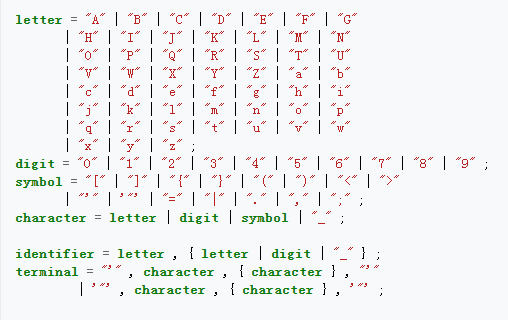 letter = "A" | "B" | "C" | "D" | "E" | "F" | "G"
| "H" | "I" | "J" | "K" | "L" | "M" | "N"
| "O" | "P" | "Q" | "R" | "S" | "T" | "U"
| "V" | "W" | "X" | "Y" | "Z" | "a" | "b"
| "c" | "d" | "e" | "f" | "g" | "h" | "i"
| "j" | "k" | "l" | "m" | "n" | "o" | "p"
| "q" | "r" | "s" | "t" | "u" | "v" | "w"
| "x" | "y" | "z" ;
digit = "0" | "1" | "2" | "3" | "4" | "5" | "6" | "7" | "8" | "9" ;
symbol = "[" | "]" | "{" | "}" | "(" | ")" | "<" | ">"
| "'" | '"' | "=" | "|" | "." | "," | ";" ;
character = letter | digit | symbol | "_" ;
identifier = letter , { letter | digit | "_" } ;
terminal = "'" , character , { character } , "'"
| '"' , character , { character } , '"' ;